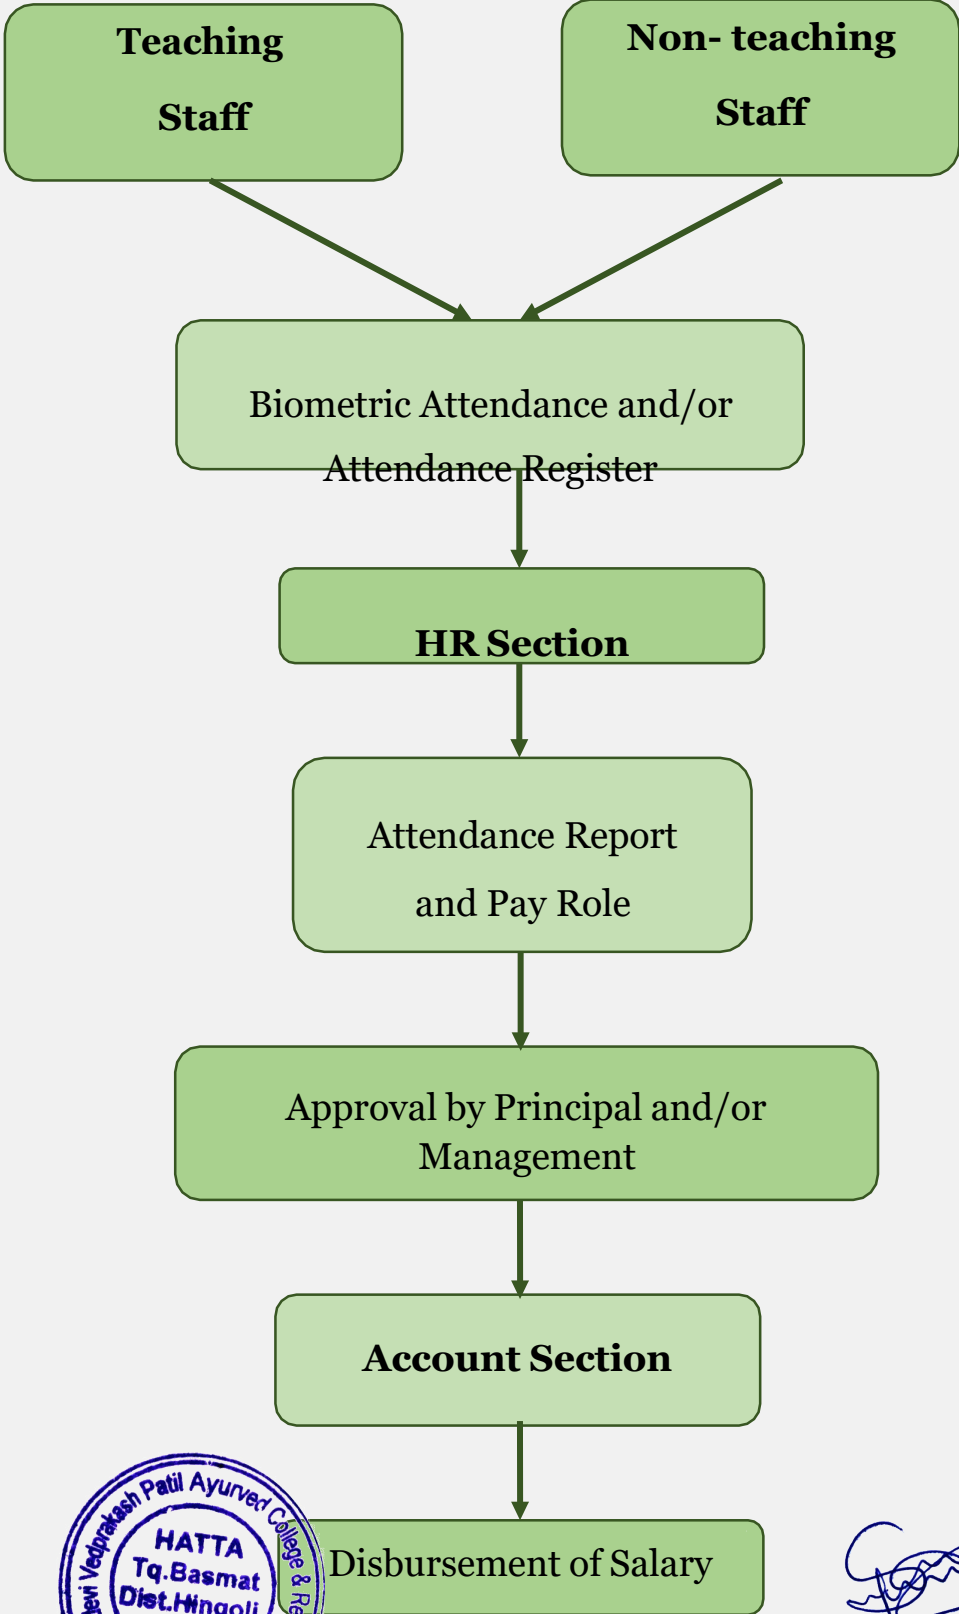 Teaching
Staff
Non- teaching
Staff
Biometric Attendance and/or
Attendance Register
HR Section
Attendance Report
and Pay Role
Approval by Principal and/or
Management
Account Section
Disbursement of Salary
Vedprakash Patil Ayurved College &
HATTA
Tq.Basmat
Dist.Hingoli